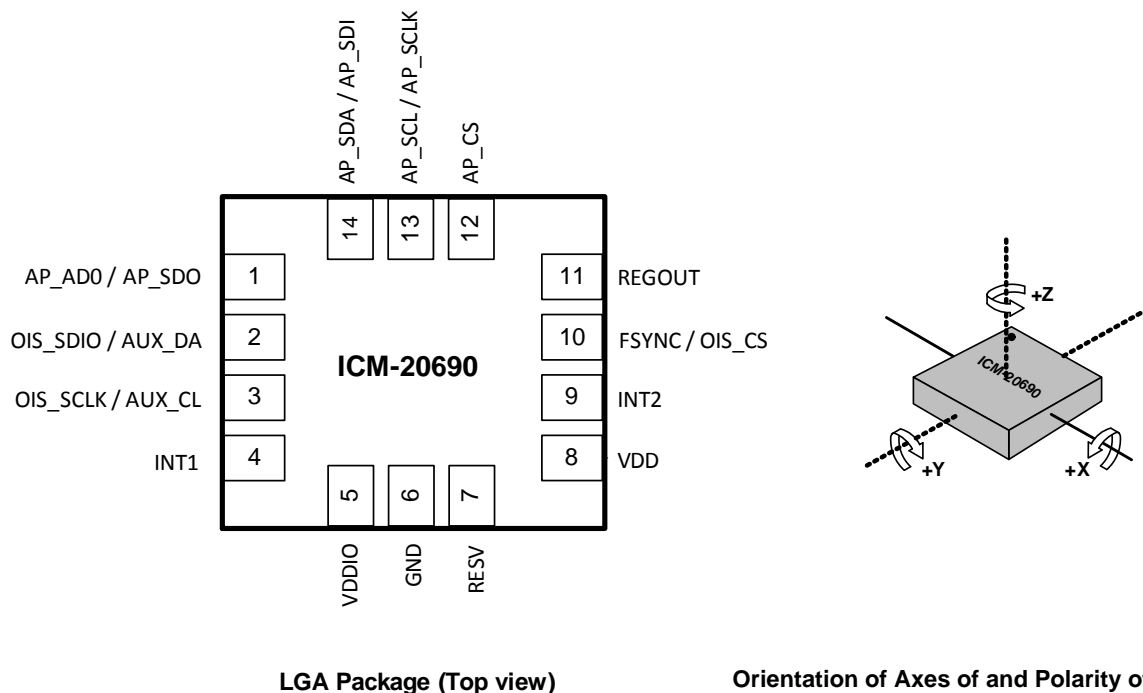 AP_SDA / AP_SDI
AP_SCL / AP_SCLK
AP_CS
14
13
12
AP_AD0 / AP_SDO
1
11
REGOUT
OIS_SDIO / AUX_DA
2
10
FSYNC / OIS_CS
ICM-20690
OIS_SCLK / AUX_CL
3
9
INT2
INT1
4
8
VDD
5
6
7
VDDIO
GND
RESV
+Z
ICM-20690
+Y
+X
LGA Package (Top view)
Orientation of Axes of and Polarity o